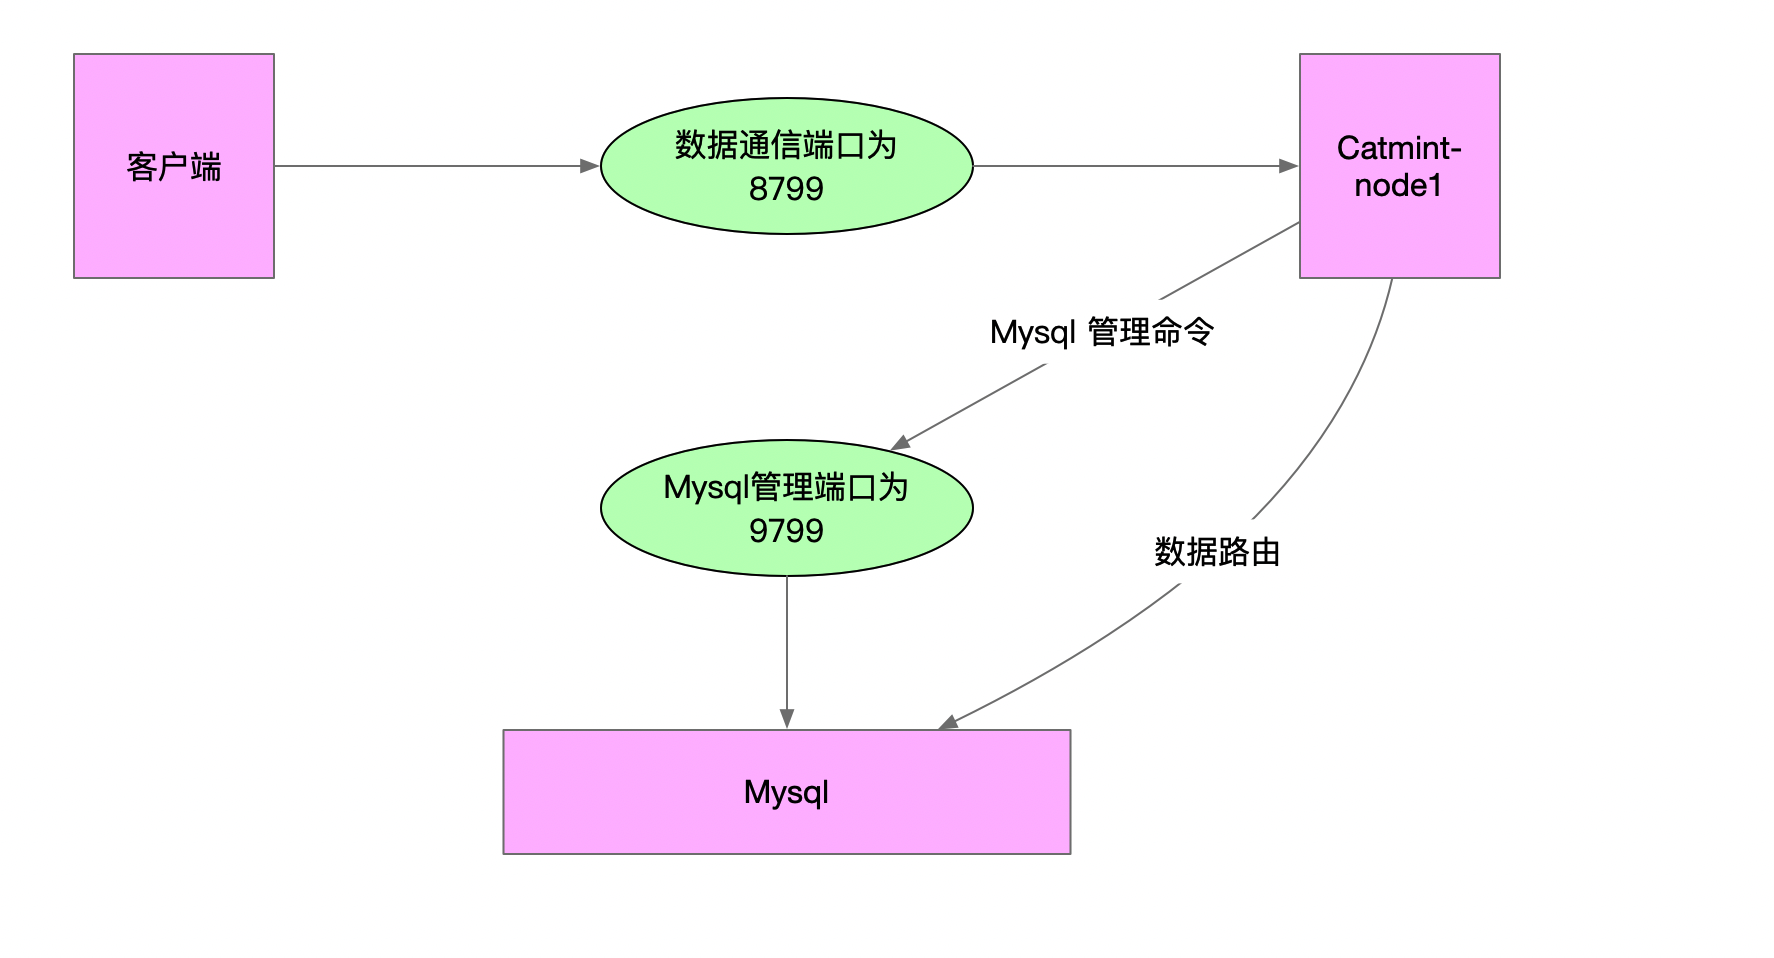 客户端
数据通信端口为
8799
Catmint-
node1
Mysql 管理命令
Mysql管理端口为
9799
数据路由
Mysql